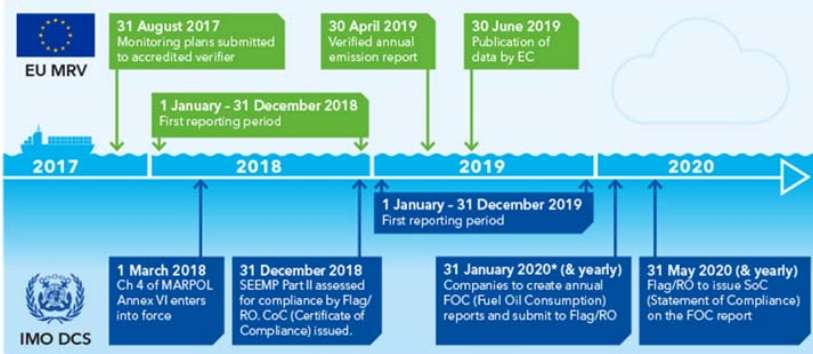 31 August 2017
Monitoring plans submitted
to accredited verifier
30 April 2019
Verified annual
emission report
30 June 2019
Publication of
data by EC
EU MRV
1 January – 31 December 2018
First reporting period
2017
2018
2019
2020
1 January – 31 December 2019
First reporting period
1 March 2018
Ch 4 of MARPOL
Annex VI enters
into force
31 December 2018
SEEMP Part II assessed
for compliance by Flag/
RO. CoC (Certificate of
Compliance) issued.
31 January 2020* (& yearly)
Companies to create annual
FOC (Fuel Oil Consumption)
reports and submit to Flag/RO
31 May 2020 (& yearly)
Flag/RO to issue SoC
(Statement of Compliance)
on the FOC report
IMO DCS